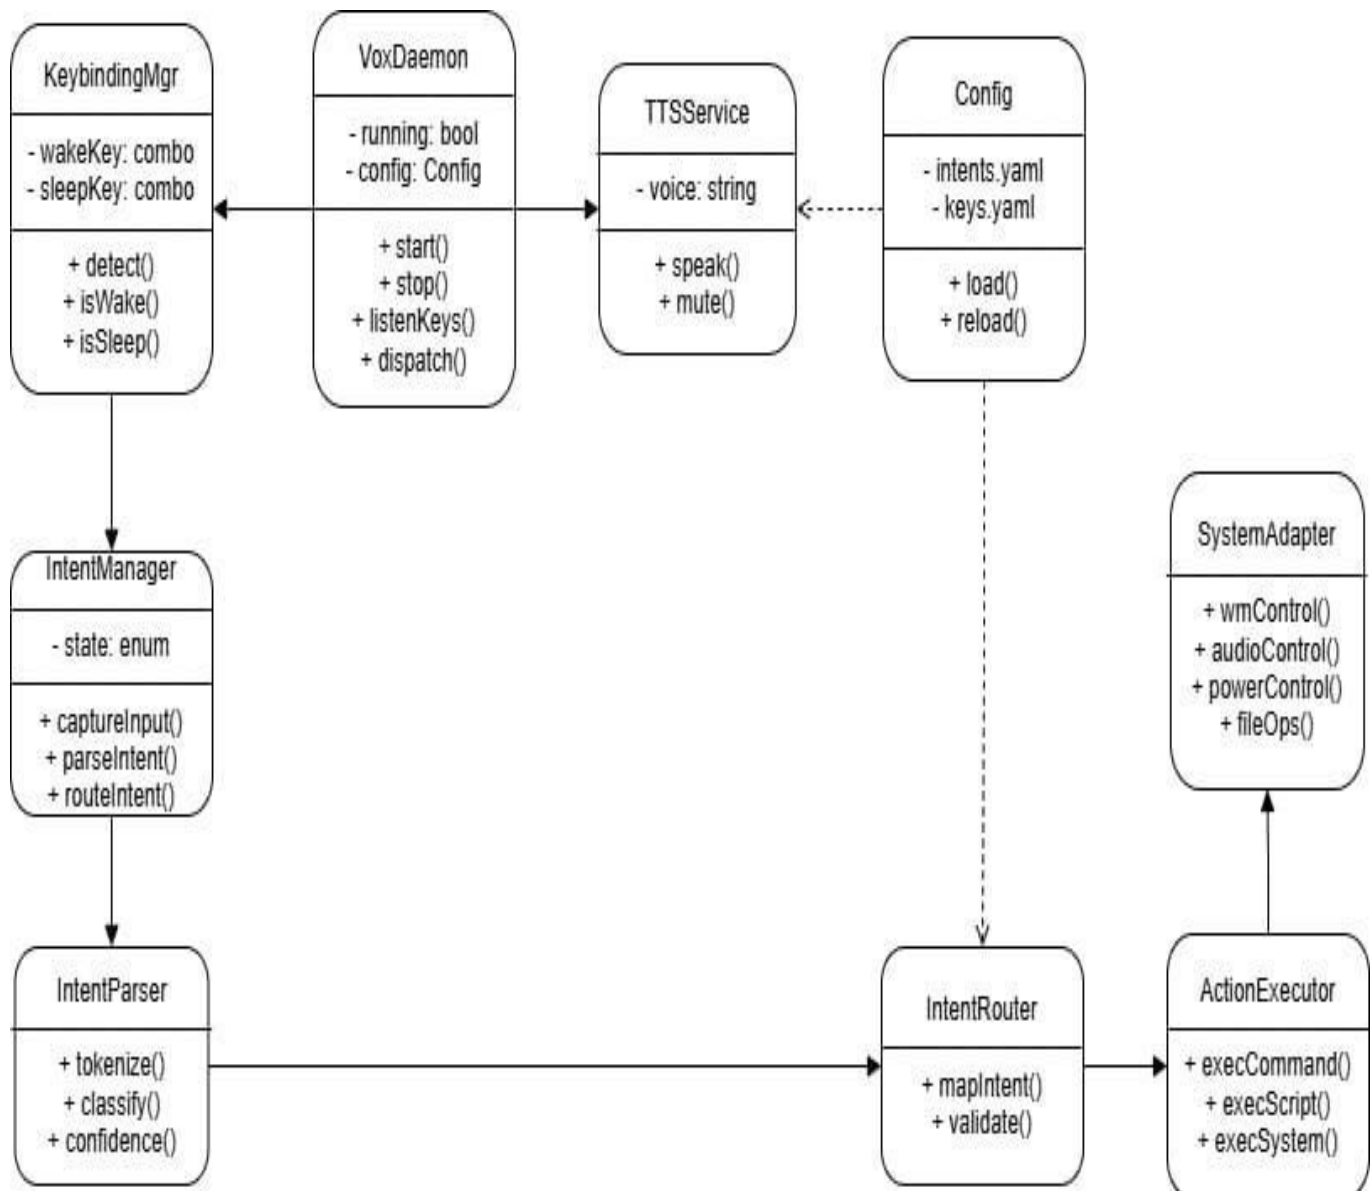 KeybindingMgr
- wakeKey: combo
- sleepKey: combo
+ detect()
+ isWake()
+ isSleep()
VoxDaemon
- running: bool
- config: Config
+ start()
+ stop()
+ listenKeys()
+ dispatch()
TTSService
- voice: string
+ speak()
+ mute()
Config
- intents.yaml
- keys.yaml
+ load()
+ reload()
IntentManager
- state: enum
+ captureInput()
+ parseIntent()
+ routeIntent()
SystemAdapter
+ wmControl()
+ audioControl()
+ powerControl()
+ fileOps()
IntentParser
+ tokenize()
+ classify()
+ confidence()
IntentRouter
+ mapIntent()
+ validate()
ActionExecutor
+ execCommand()
+ execScript()
+ execSystem()